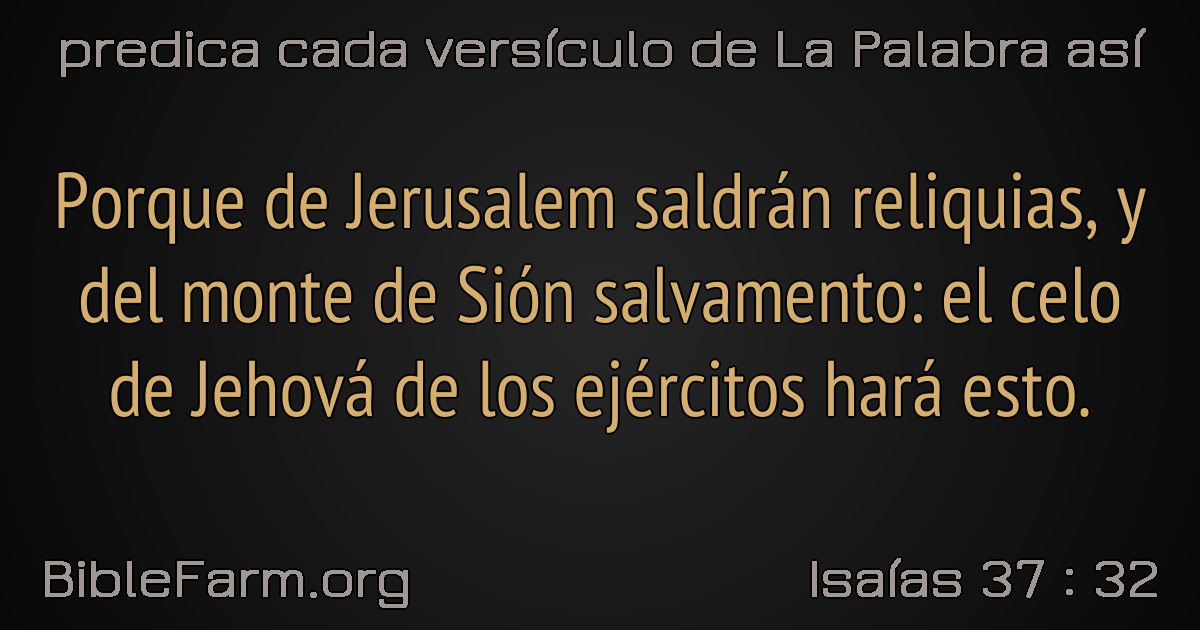 predica cada versículo de La Palabra así
Porque de Jerusalem saldrán reliquias, y
del monte de Sión salvamento: el celo
de Jehová de los ejércitos hará esto.
BibleFarm.org
Isaías 37 : 32